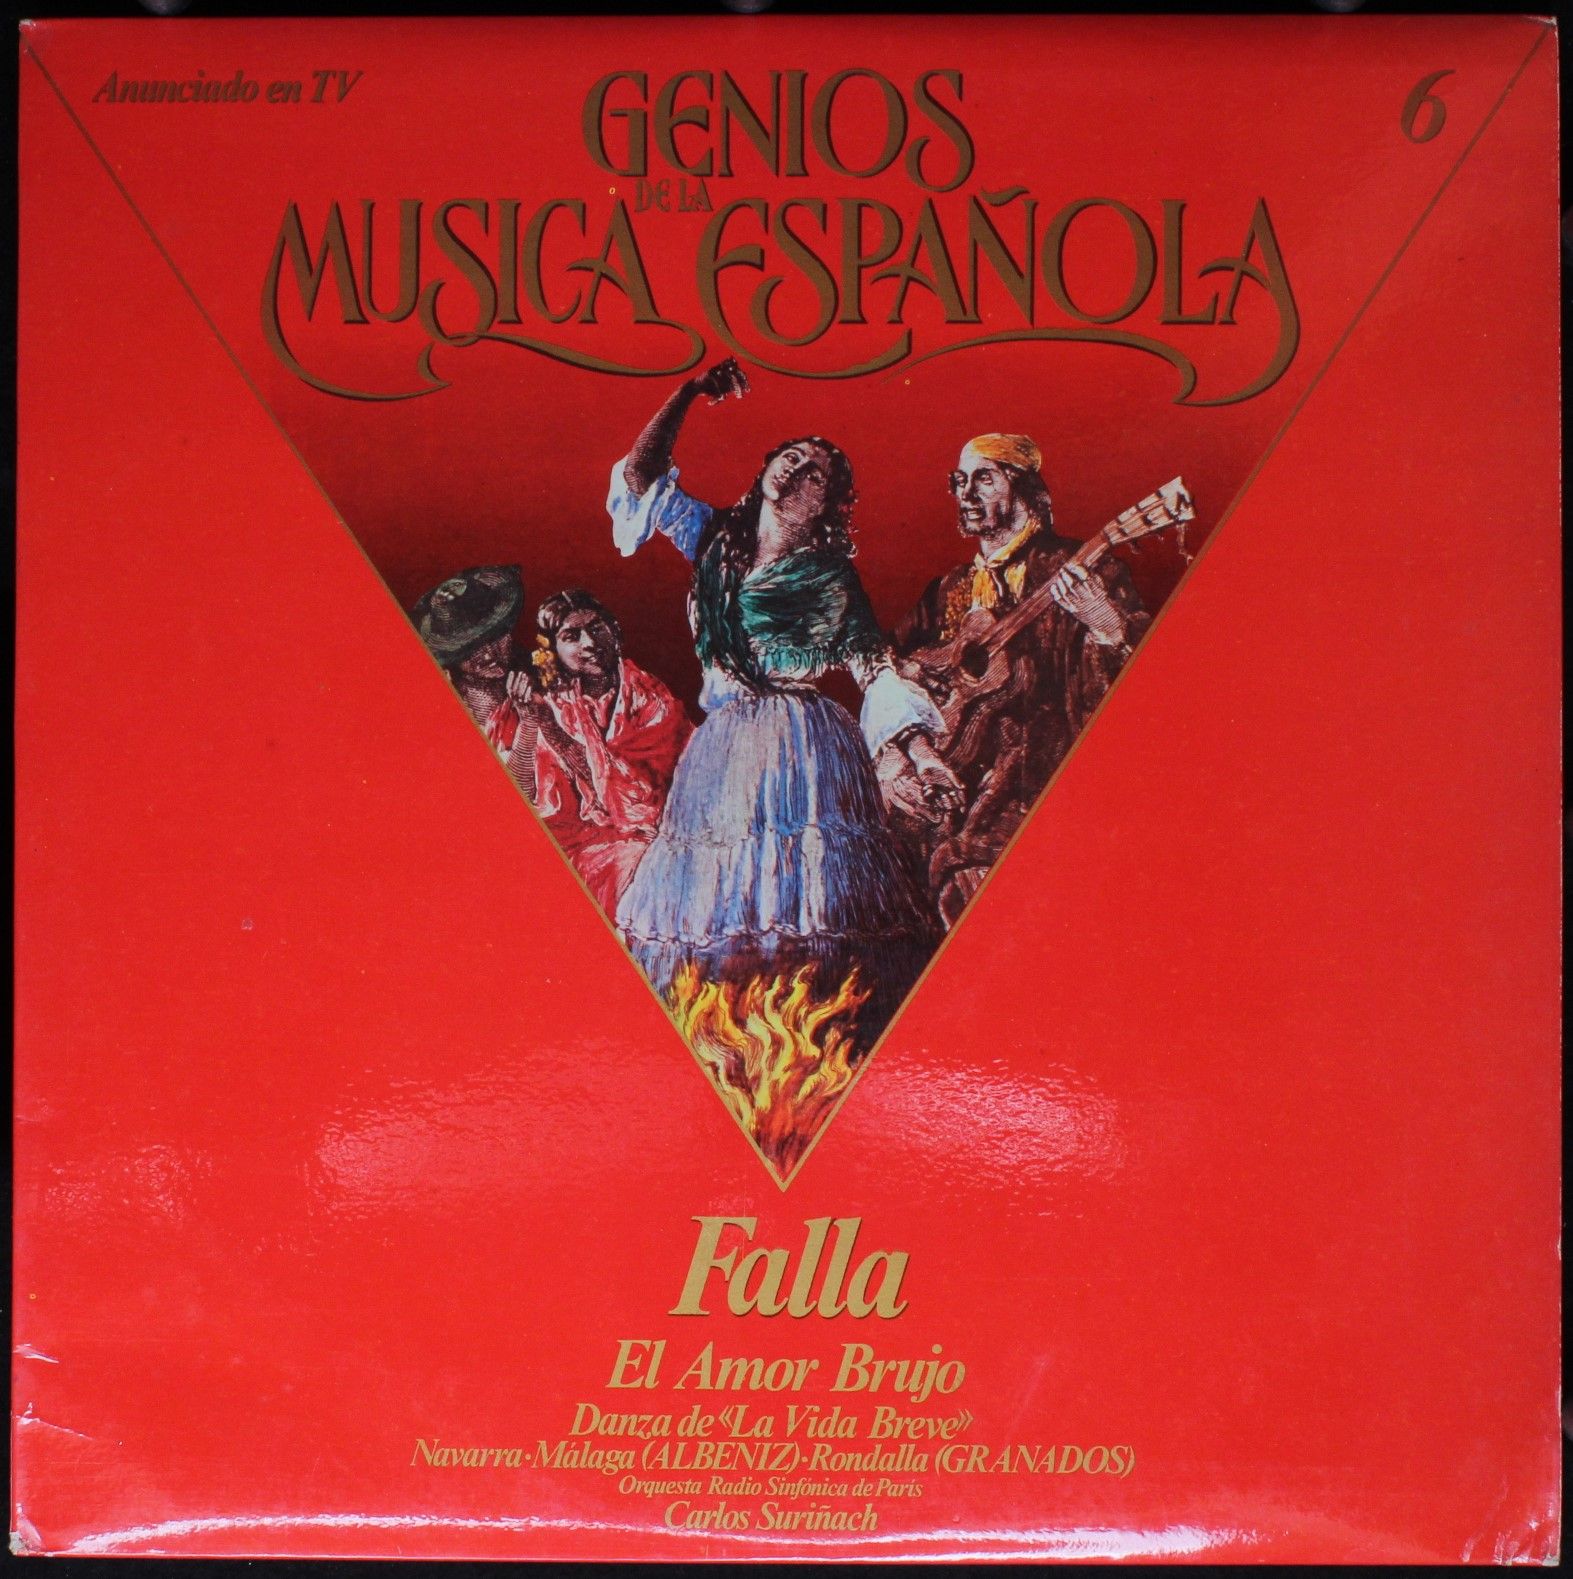 Anunciado en TV
6
GENIOS
DE LA
MUSICA ESPAÑOLA
Falla
El Amor Brujo
Danza de «La Vida Breve»
Navarra·Málaga (ALBENIZ)·Rondalla (GRANADOS)
Orquesta Radio Sinfónica de París
Carlos Suriñach